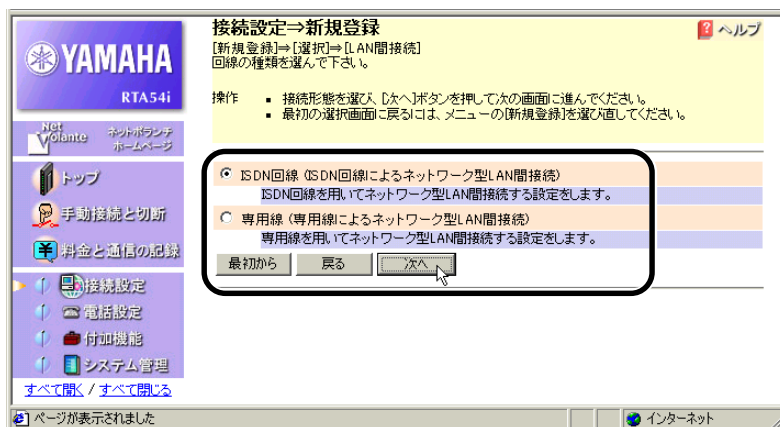 YAMAHA
RTA54i
Net Volante ネットボランチ ホームページ
トップ
手動接続と切断
料金と通信の記録
接続設定
電話設定
付加機能
システム管理
すべて開く / すべて閉じる
接続設定⇒新規登録
? ヘルプ
[新規登録]⇒[選択]⇒[LAN間接続]
回線の種類を選んで下さい。
操作
■ 接続形態を選び、[次へ]ボタンを押して次の画面に進んでください。
■ 最初の選択画面に戻るには、メニューの[新規登録]を選び直してください。
ISDN回線 (ISDN回線によるネットワーク型LAN間接続)
ISDN回線を用いてネットワーク型LAN間接続する設定をします。
専用線 (専用線によるネットワーク型LAN間接続)
専用線を用いてネットワーク型LAN間接続する設定をします。
最初から 戻る 次へ
ページが表示されました
インターネット